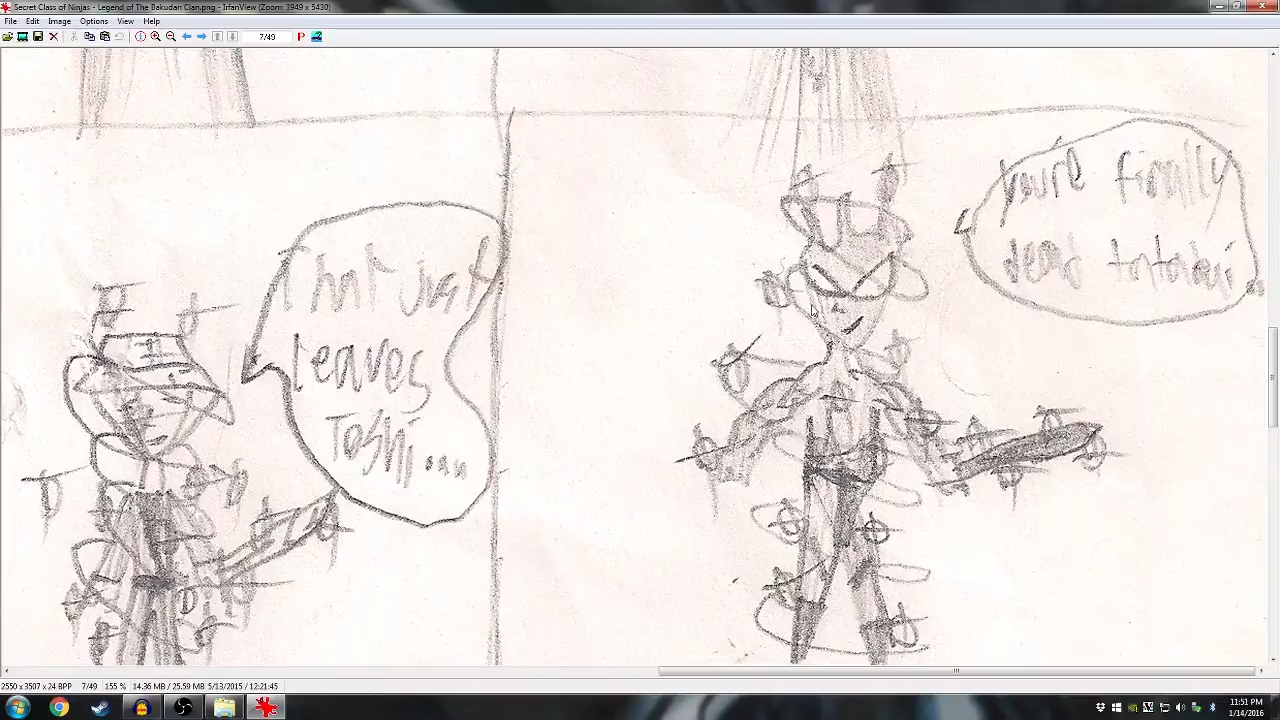 Secret Class of Ninjas - Legend of The Bakudan Clan.png - IrfanView (Zoom: 3949 x 5430)
File Edit Image Options View Help
7/49
That Just
leaves
Toshi...
You're finally
dead
2550 x 3507 x 24 BPP 7/49 155 % 14.36 MB / 25.59 MB 5/13/2015 / 12:21:45
11:51 PM
1/14/2016